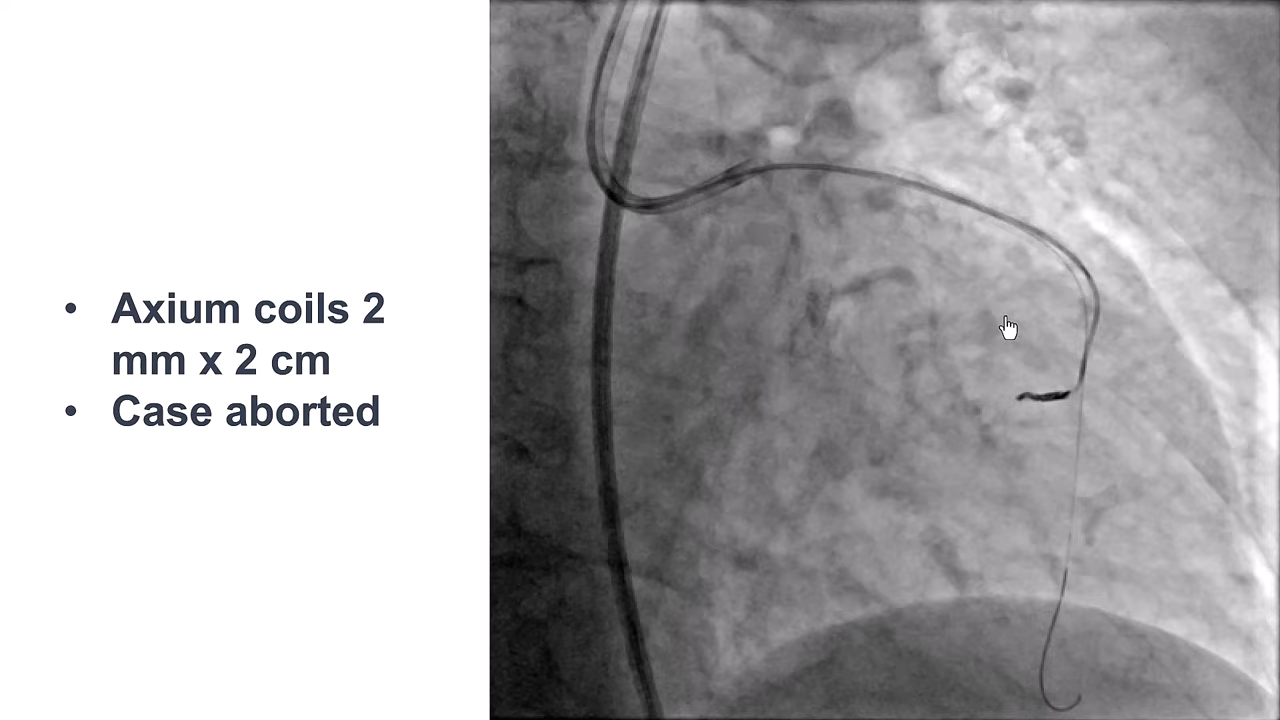 • Axium coils 2
mm x 2 cm
• Case aborted